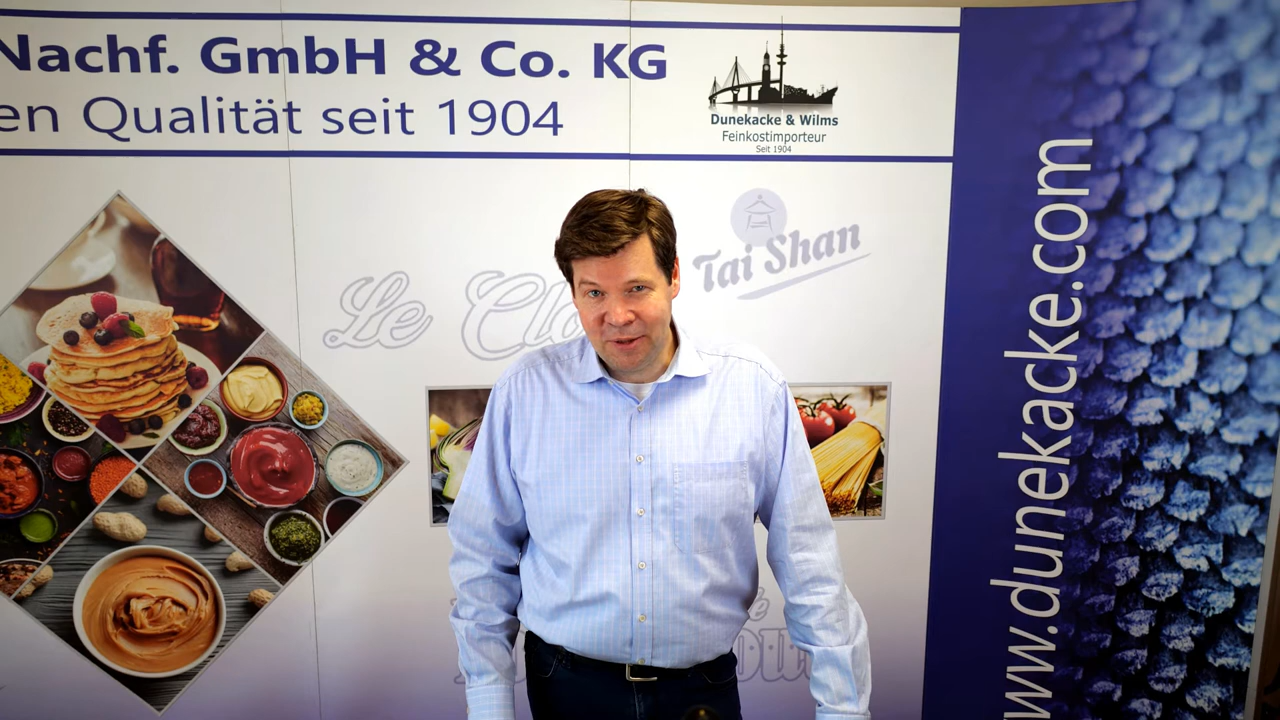 Nachf. GmbH & Co. KG
en Qualität seit 1904
Dunekacke & Wilms
Feinkostimporteur
Seit 1904
Tai Shan
Le Cla
www.dunekacke.com